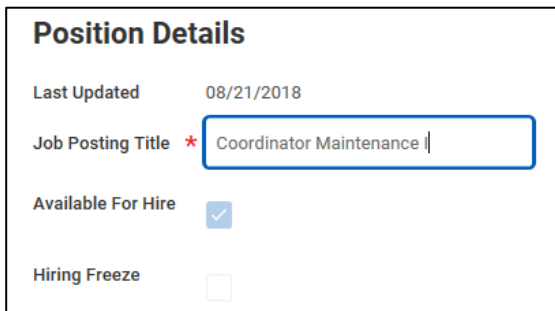 Position Details
Last Updated 08/21/2018
Job Posting Title * Coordinator Maintenance I
Available For Hire
Hiring Freeze